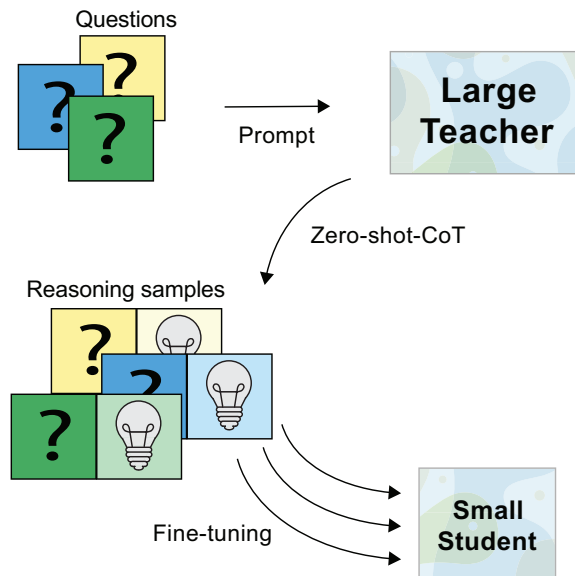 Questions
?
?
?
Prompt
Large
Teacher
Zero-shot-CoT
Reasoning samples
?
?
?
Fine-tuning
Small
Student